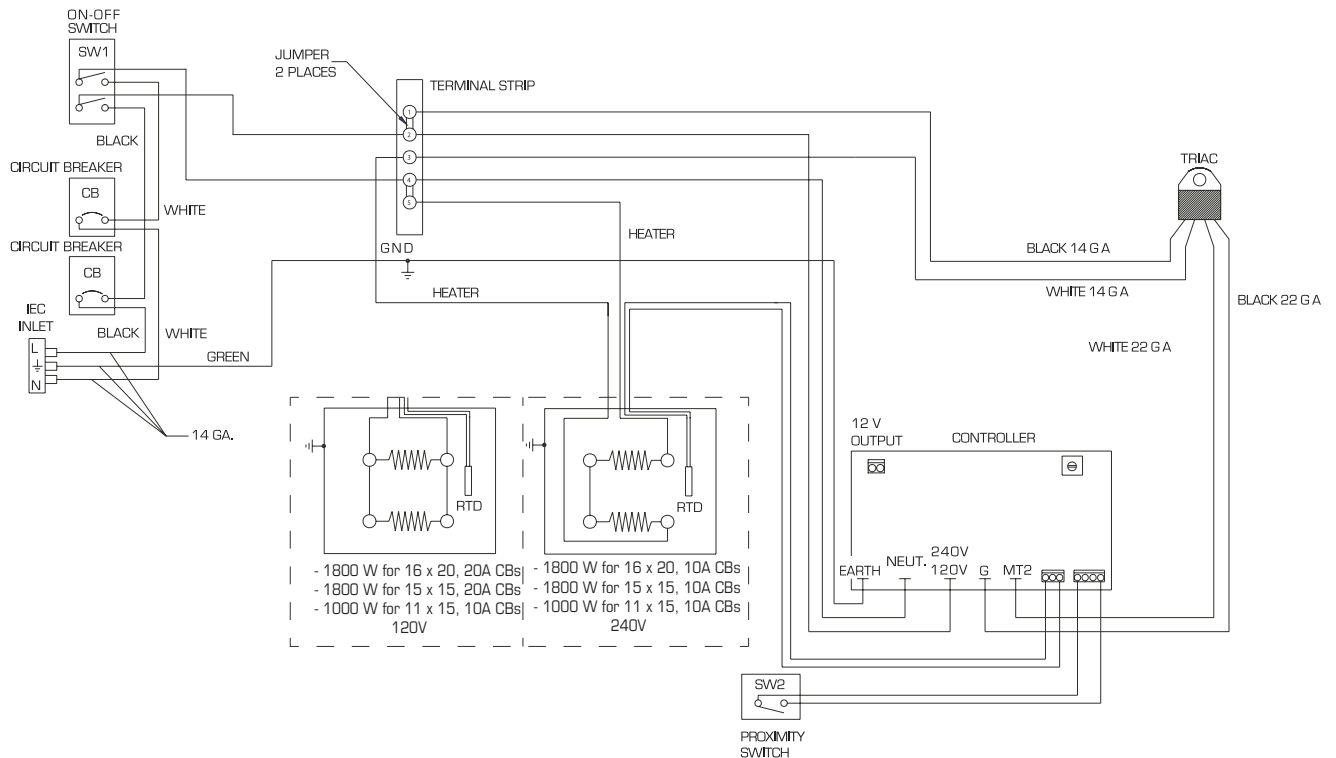 ON-OFF
SWITCH
SW1
BLACK
CIRCUIT BREAKER
CB
WHITE
CIRCUIT BREAKER
CB
IEC
INLET
BLACK
WHITE
L
N
GREEN
14 GA.
JUMPER
2 PLACES
TERMINAL STRIP
1
2
3
4
5
GND
HEATER
HEATER
TRIAC
BLACK 14 GA
WHITE 14 GA
BLACK 22 GA
WHITE 22 GA
RTD
- 1800 W for 16 x 20, 20A CBs
- 1800 W for 15 x 15, 20A CBs
- 1000 W for 11 x 15, 10A CBs
120V
RTD
- 1800 W for 16 x 20, 10A CBs
- 1800 W for 15 x 15, 10A CBs
- 1000 W for 11 x 15, 10A CBs
240V
12 V
OUTPUT
CONTROLLER
EARTH
NEUT.
240V
120V
G
MT2
SW2
PROXIMITY
SWITCH